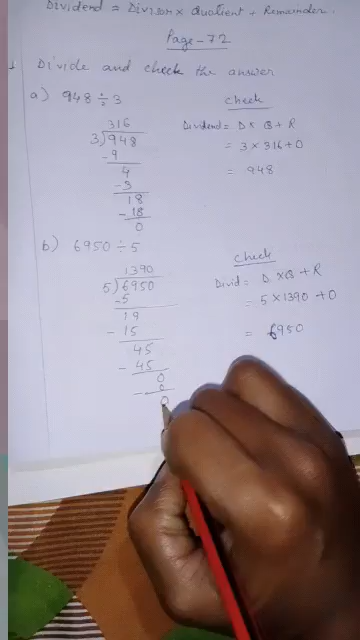 Dividend = Divisor × Quotient + Remainder.
Page-72
Divide and check the answer
a) 948 ÷ 3
check
316
Dividend = D × Q + R
3)948
= 3 × 316 + 0
-9
= 948
4
-3
18
-18
0
b) 6950 ÷ 5
check
1390
Divid = D × Q + R
5)6950
= 5 × 1390 + 0
-5
19
= 6950
-15
45
-45
0
-0
0